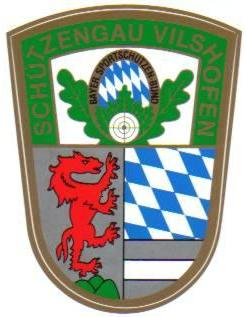 SCHÜTZENGAU VILSHOFEN
BAYER. SPORTSCHÜTZEN BUND